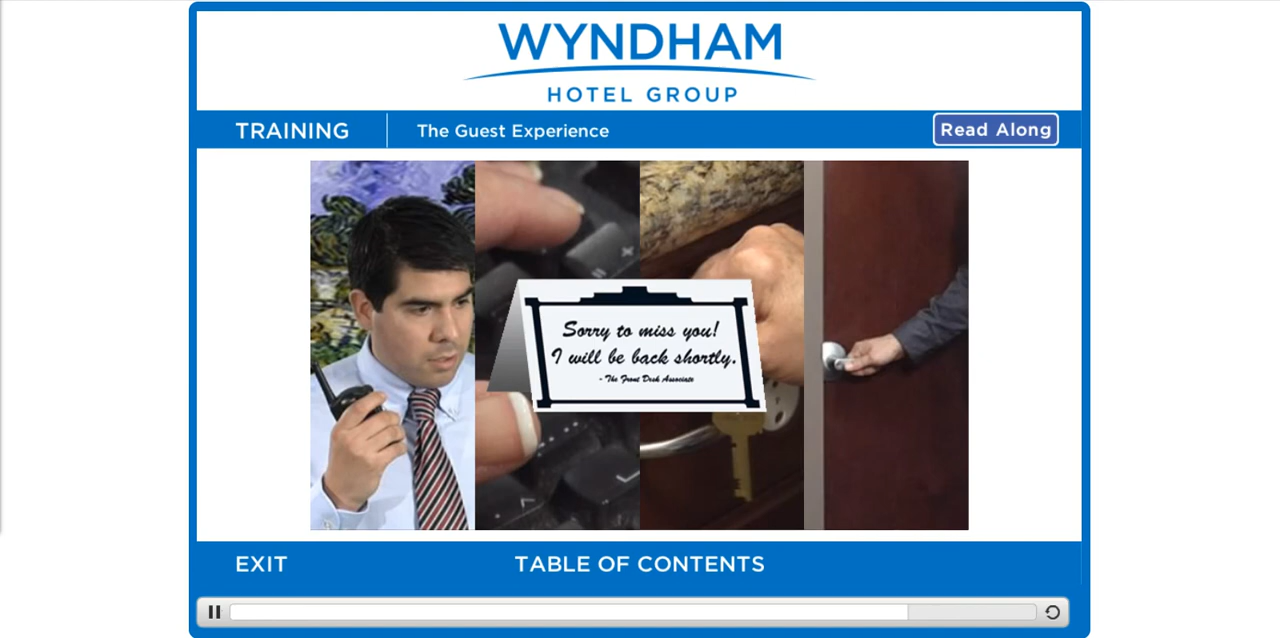 WYNDHAM
HOTEL GROUP
TRAINING
The Guest Experience
Read Along
Sorry to miss you!
I will be back shortly.
- The Front Desk Associate
EXIT
TABLE OF CONTENTS